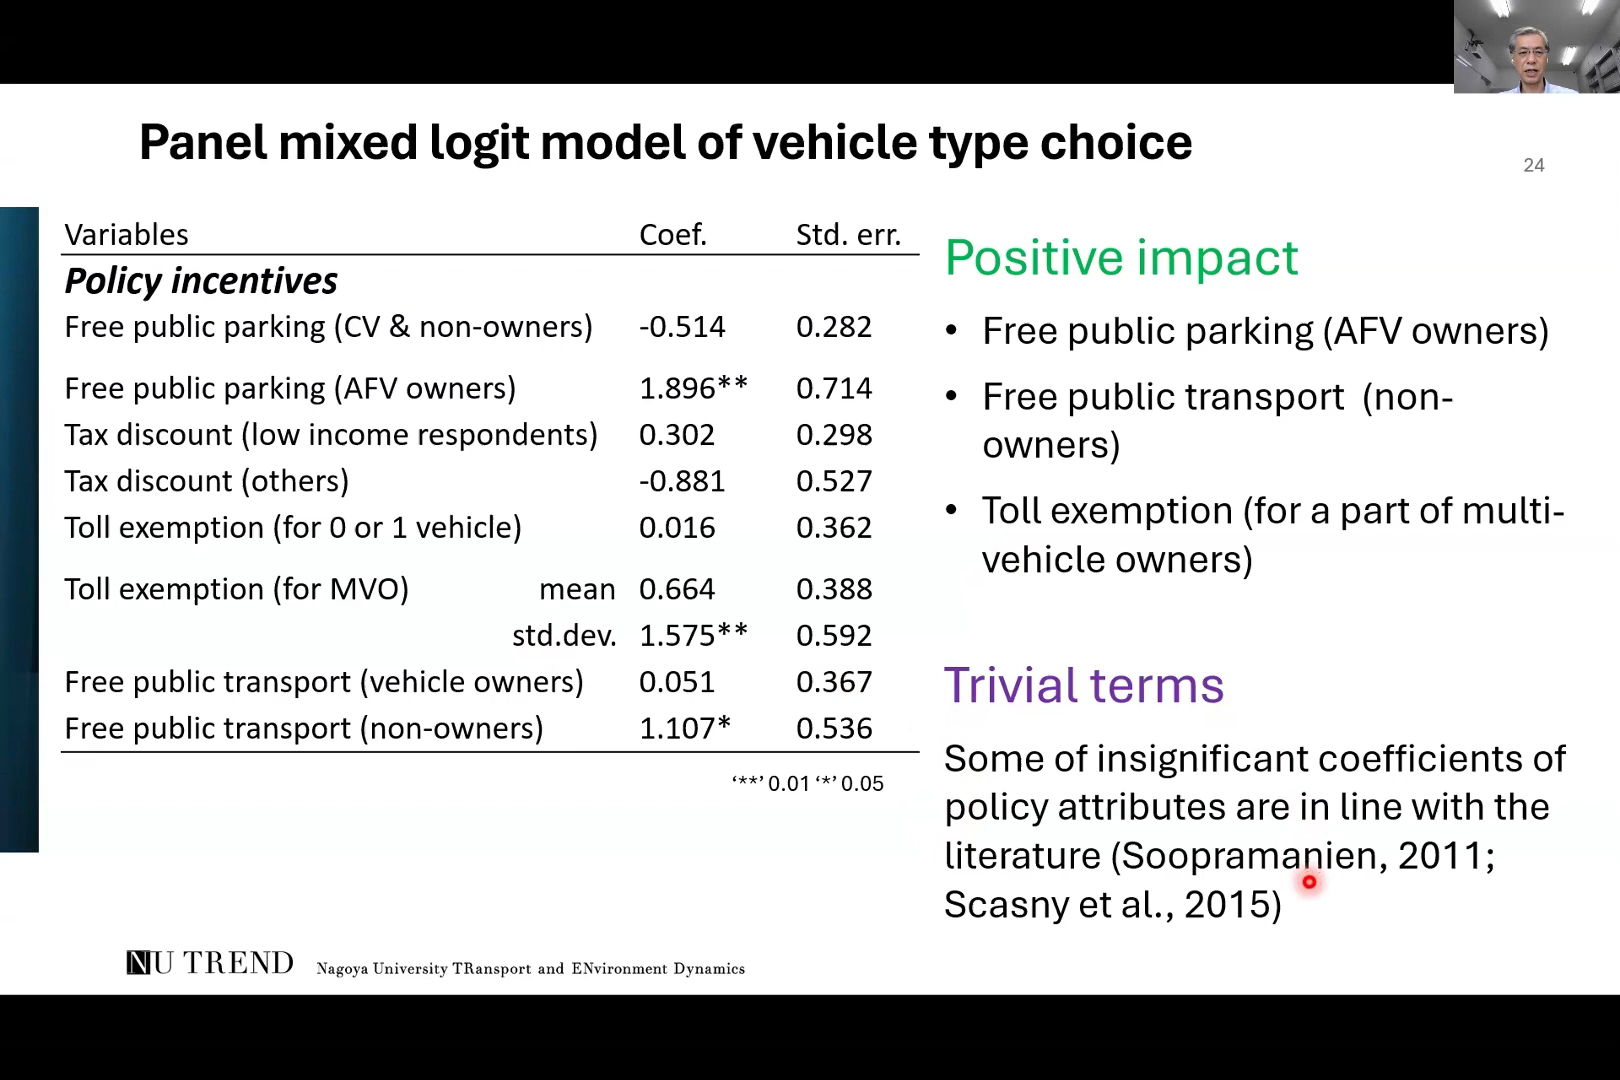 Panel mixed logit model of vehicle type choice
24
Variables Coef. Std. err.
Policy incentives
Free public parking (CV & non-owners) -0.514 0.282
Free public parking (AFV owners) 1.896** 0.714
Tax discount (low income respondents) 0.302 0.298
Tax discount (others) -0.881 0.527
Toll exemption (for 0 or 1 vehicle) 0.016 0.362
Toll exemption (for MVO) mean 0.664 0.388
std.dev. 1.575** 0.592
Free public transport (vehicle owners) 0.051 0.367
Free public transport (non-owners) 1.107* 0.536
‘**’ 0.01 ‘*’ 0.05
Positive impact
• Free public parking (AFV owners)
• Free public transport (non-
owners)
• Toll exemption (for a part of multi-
vehicle owners)
Trivial terms
Some of insignificant coefficients of
policy attributes are in line with the
literature (Soopramanien, 2011;
Scasny et al., 2015)
NU TREND Nagoya University TRansport and ENvironment Dynamics